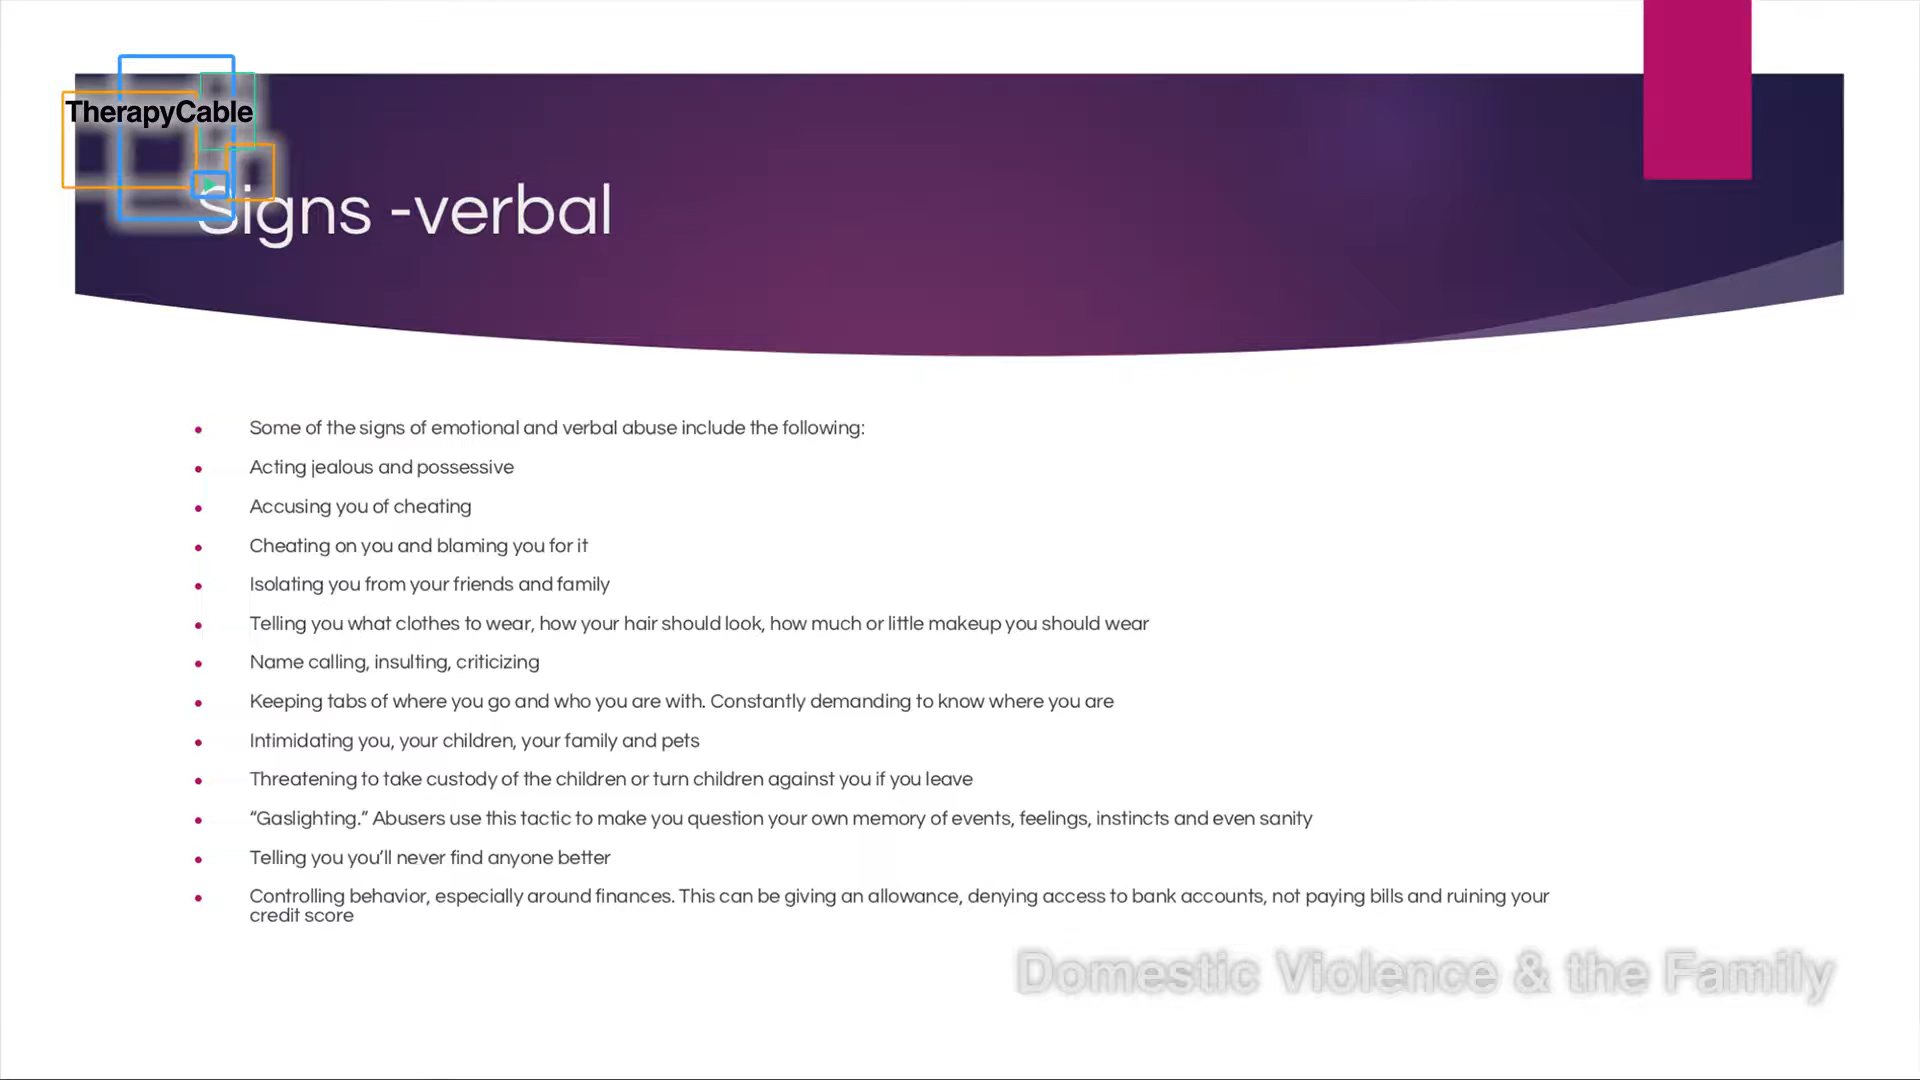 TherapyCable
Signs -verbal
Some of the signs of emotional and verbal abuse include the following:
Acting jealous and possessive
Accusing you of cheating
Cheating on you and blaming you for it
Isolating you from your friends and family
Telling you what clothes to wear, how your hair should look, how much or little makeup you should wear
Name calling, insulting, criticizing
Keeping tabs of where you go and who you are with. Constantly demanding to know where you are
Intimidating you, your children, your family and pets
Threatening to take custody of the children or turn children against you if you leave
“Gaslighting.” Abusers use this tactic to make you question your own memory of events, feelings, instincts and even sanity
Telling you you’ll never find anyone better
Controlling behavior, especially around finances. This can be giving an allowance, denying access to bank accounts, not paying bills and ruining your
credit score
Domestic Violence & the Family